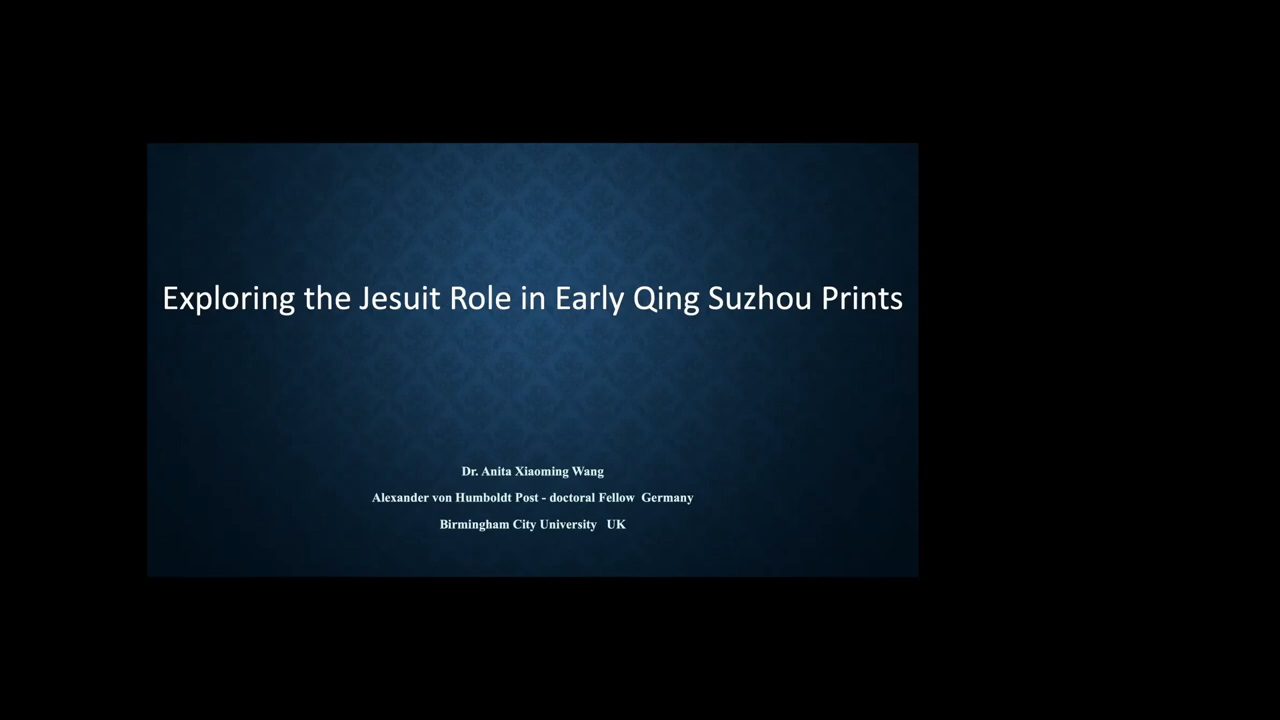 Exploring the Jesuit Role in Early Qing Suzhou Prints
Dr. Anita Xiaoming Wang
Alexander von Humboldt Post - doctoral Fellow Germany
Birmingham City University UK